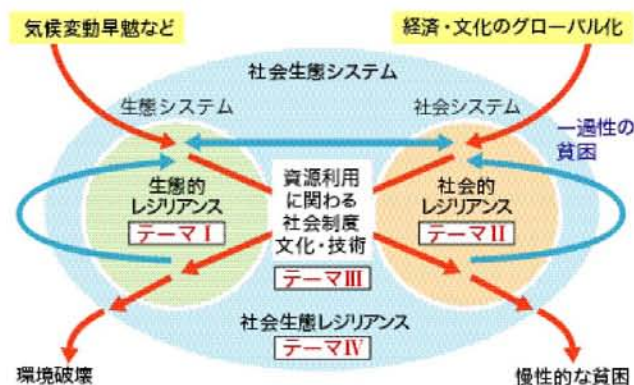 気候変動旱魃など
経済・文化のグローバル化
社会生態システム
生態システム
社会システム
一過性の
貧困
生態的
レジリアンス
テーマⅠ
資源利用
に関わる
社会制度
文化・技術
テーマⅢ
社会的
レジリアンス
テーマⅡ
社会生態レジリアンス
テーマⅣ
環境破壊
慢性的な貧困